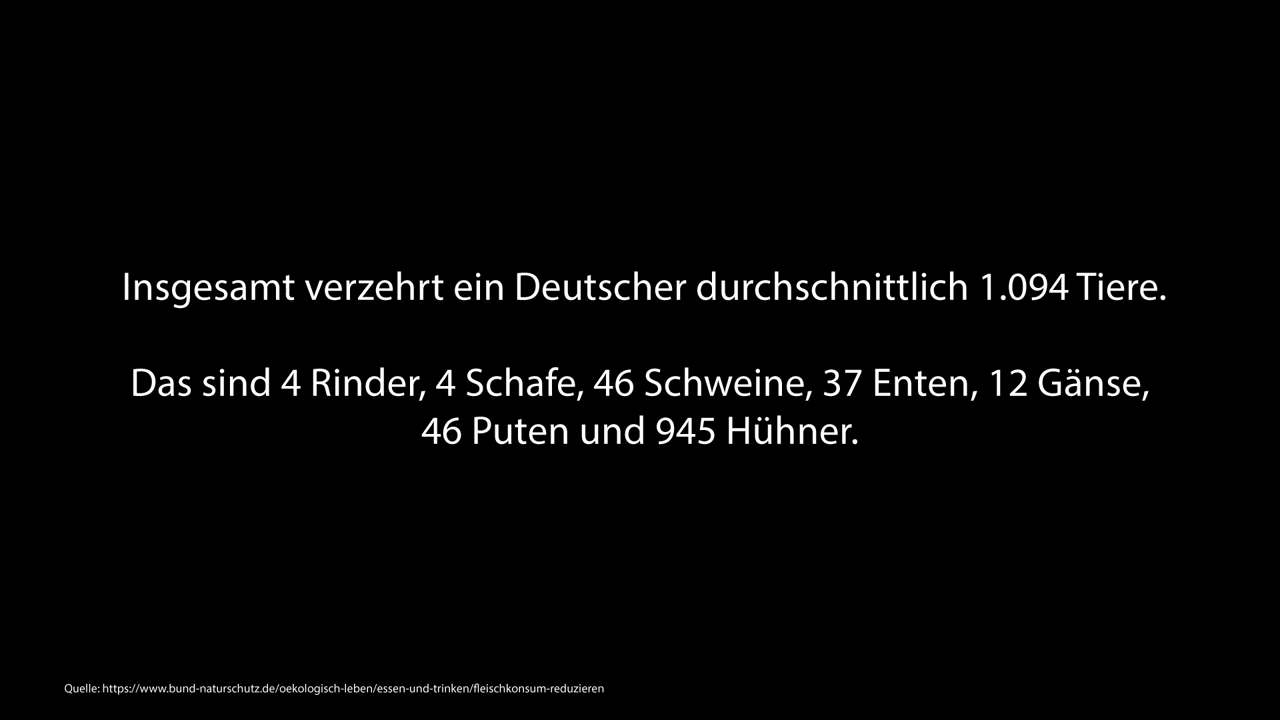 Insgesamt verzehrt ein Deutscher durchschnittlich 1.094 Tiere.
Das sind 4 Rinder, 4 Schafe, 46 Schweine, 37 Enten, 12 Gänse,
46 Puten und 945 Hühner.
Quelle: https://www.bund-naturschutz.de/oekologisch-leben/essen-und-trinken/fleischkonsum-reduzieren